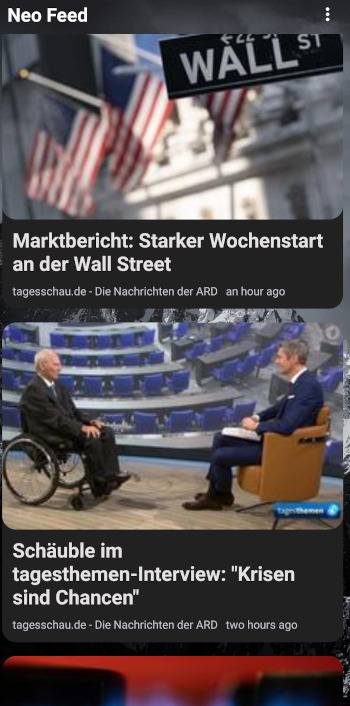 Neo Feed
WALL ST
Marktbericht: Starker Wochenstart
an der Wall Street
tagesschau.de - Die Nachrichten der ARD an hour ago
tagesthemen
Schäuble im
tagesthemen-Interview: "Krisen
sind Chancen"
tagesschau.de - Die Nachrichten der ARD two hours ago